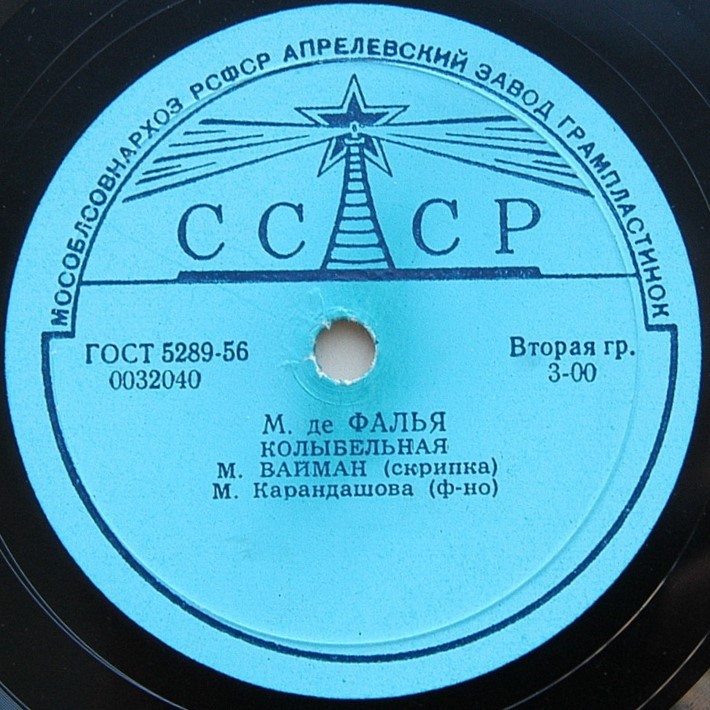 МОСОБЛСОВНАРХОЗ РСФСР АПРЕЛЕВСКИЙ ЗАВОД ГРАМПЛАСТИНОК
СССР
ГОСТ 5289-56
0032040
Вторая гр.
3-00
М. де ФАЛЬЯ
КОЛЫБЕЛЬНАЯ
М. ВАЙМАН (скрипка)
М. Карандашова (ф-но)